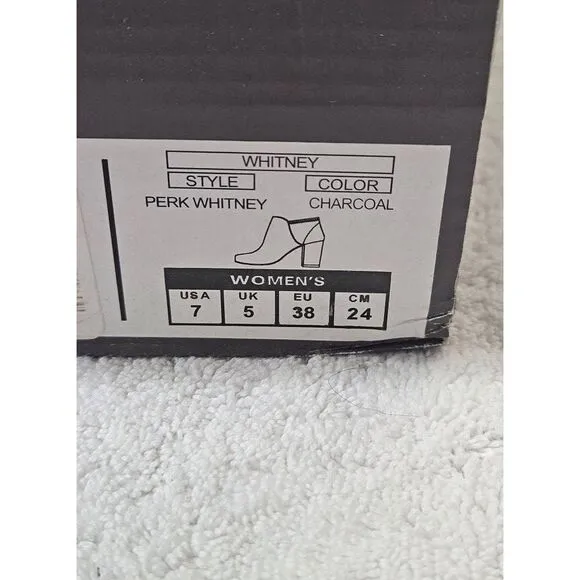 WHITNEY
STYLE COLOR
PERK WHITNEY CHARCOAL
WOMEN'S
USA UK EU CM
7 5 38 24